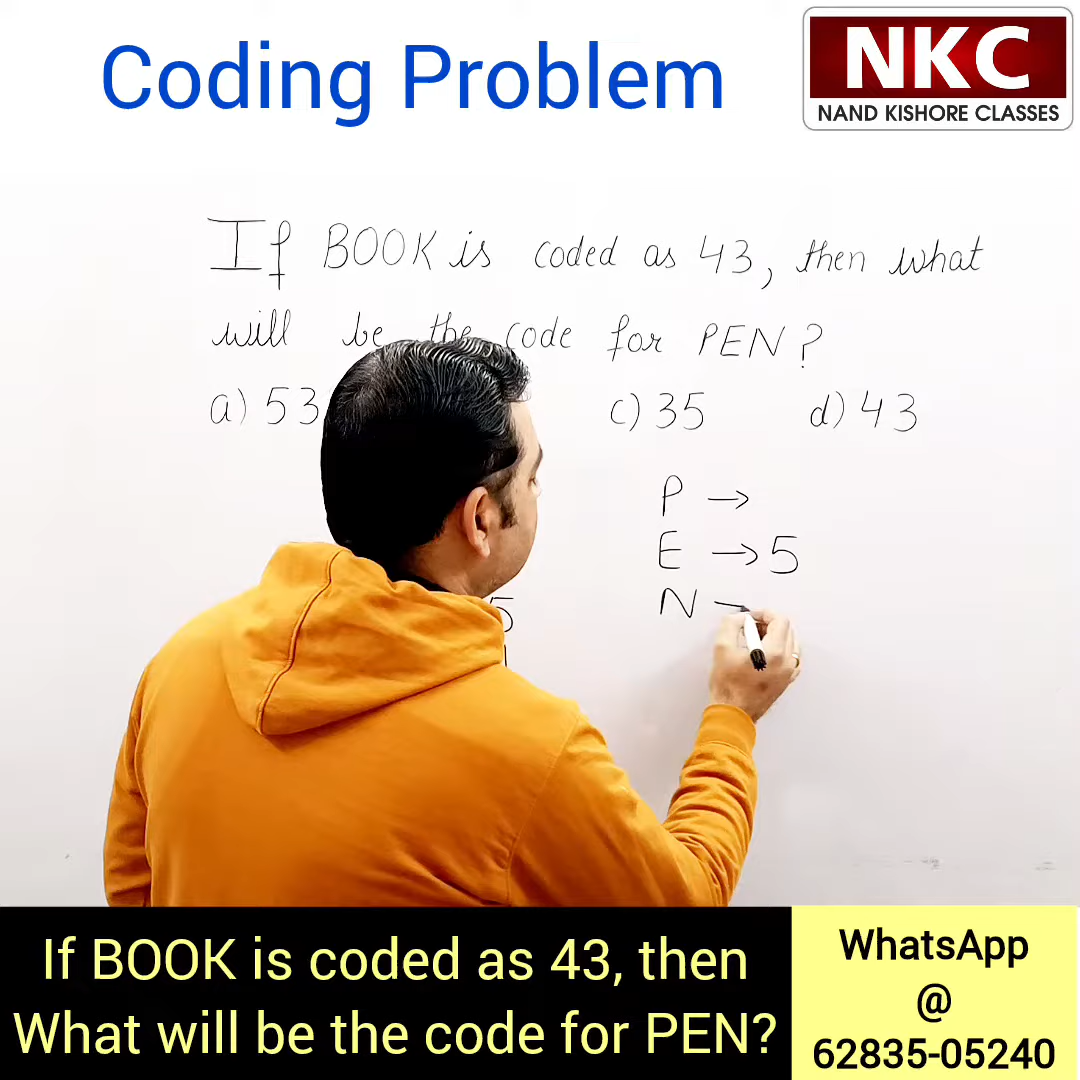 Coding Problem
NKC
NAND KISHORE CLASSES
If BOOK is coded as 43, then what
will be the code for PEN?
a) 53 c) 35 d) 43
P →
E → 5
N →
5
If BOOK is coded as 43, then
What will be the code for PEN?
WhatsApp
@
62835-05240